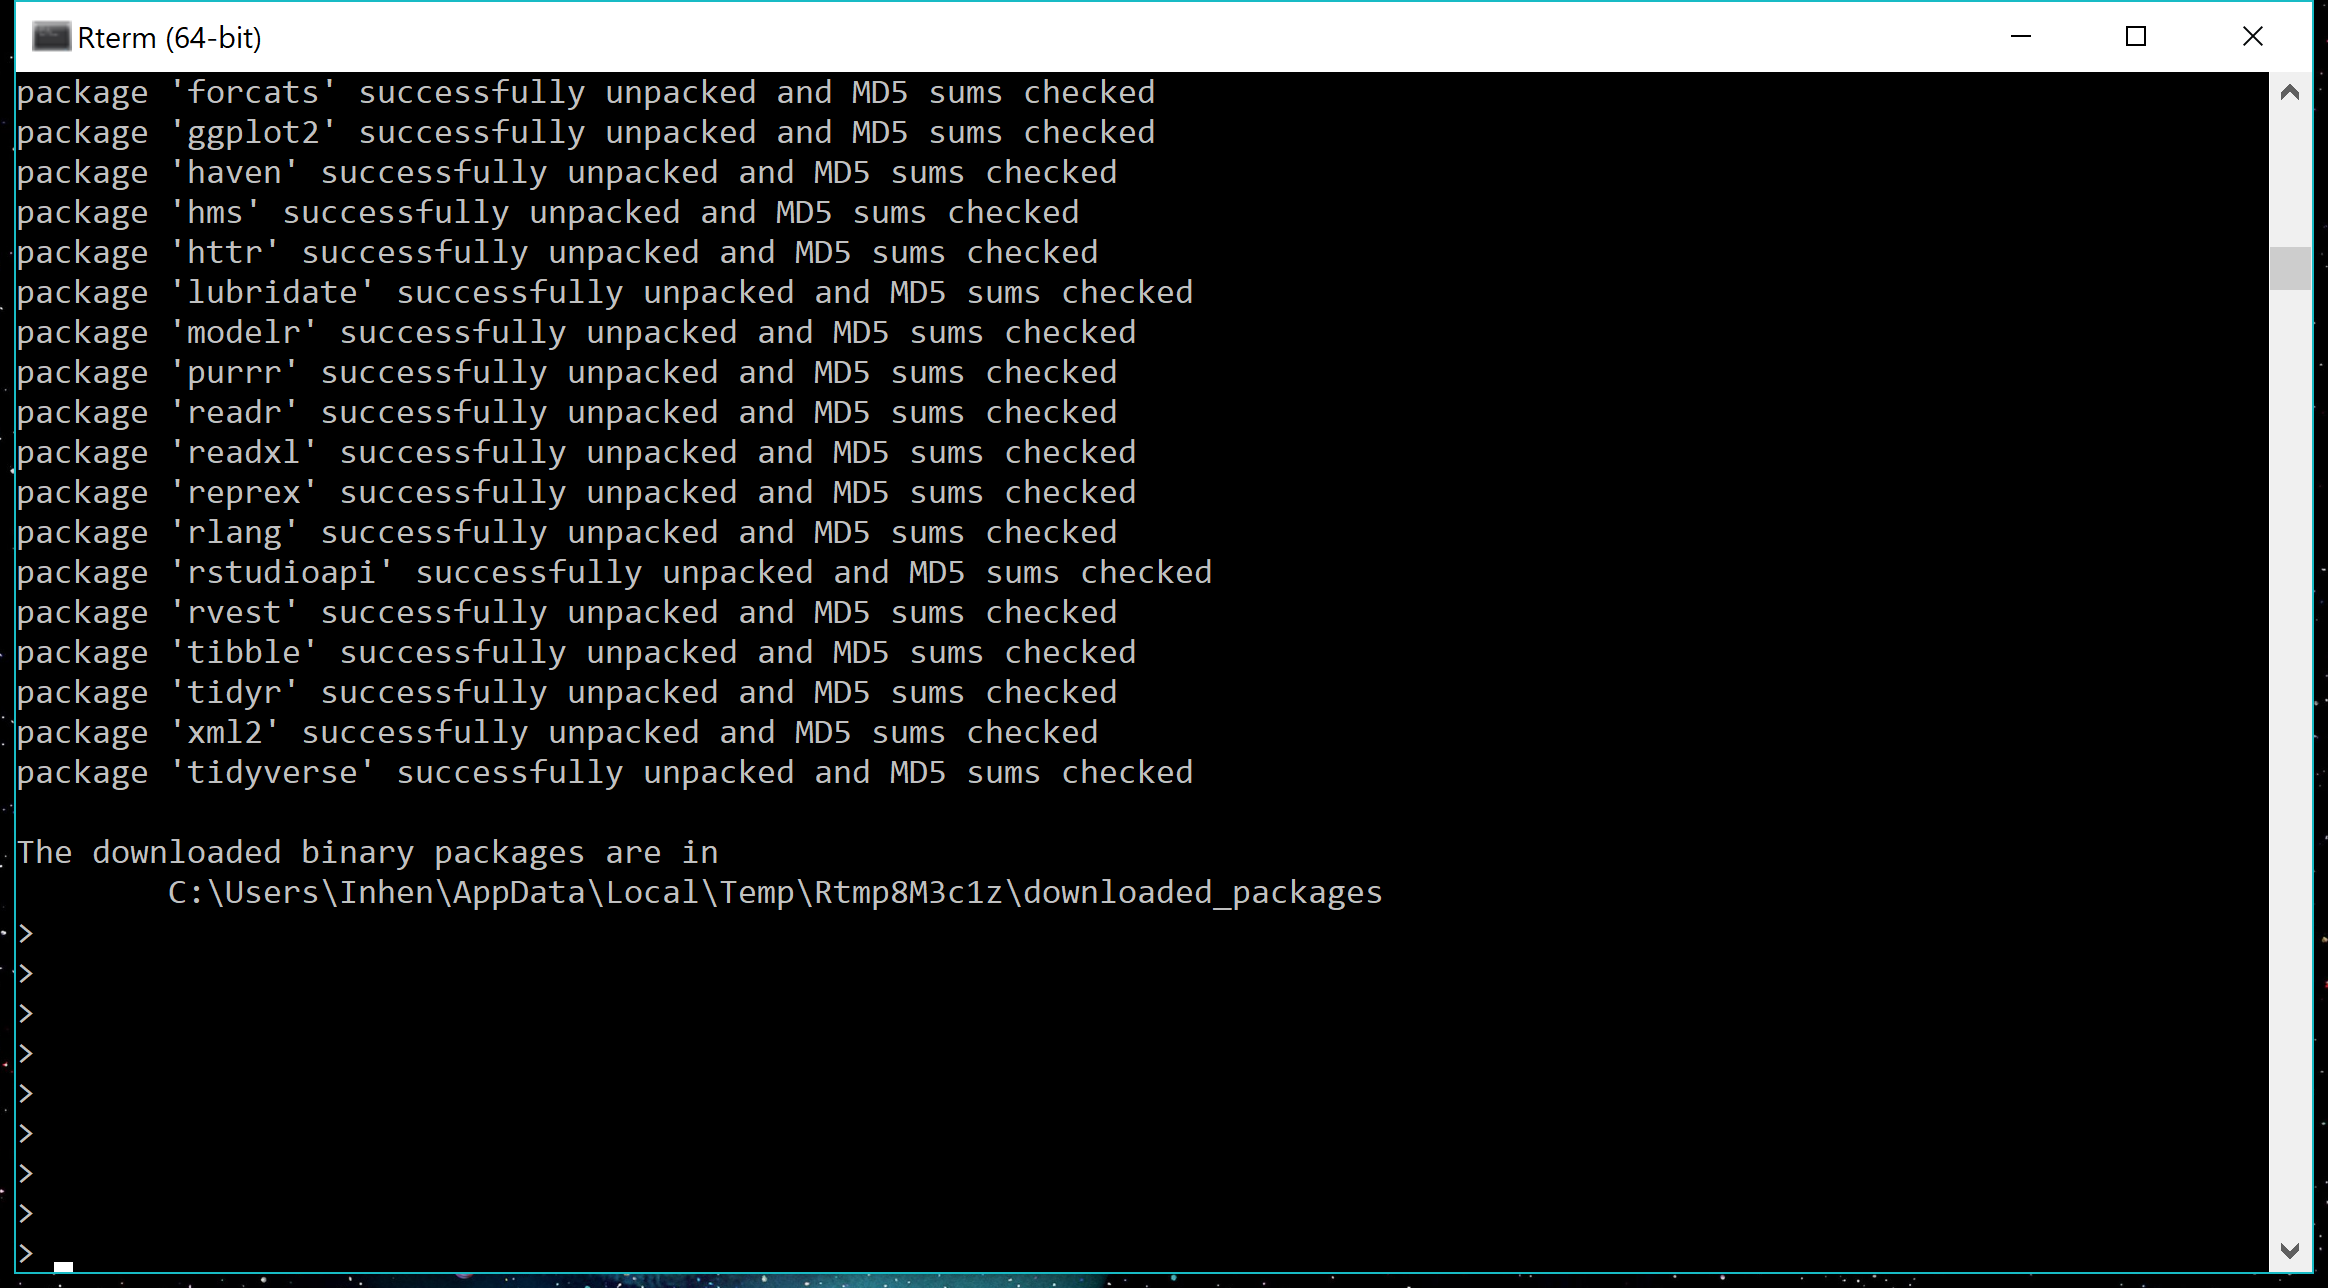 Rterm (64-bit)
package 'forcats' successfully unpacked and MD5 sums checked
package 'ggplot2' successfully unpacked and MD5 sums checked
package 'haven' successfully unpacked and MD5 sums checked
package 'hms' successfully unpacked and MD5 sums checked
package 'httr' successfully unpacked and MD5 sums checked
package 'lubridate' successfully unpacked and MD5 sums checked
package 'modelr' successfully unpacked and MD5 sums checked
package 'purrr' successfully unpacked and MD5 sums checked
package 'readr' successfully unpacked and MD5 sums checked
package 'readxl' successfully unpacked and MD5 sums checked
package 'reprex' successfully unpacked and MD5 sums checked
package 'rlang' successfully unpacked and MD5 sums checked
package 'rstudioapi' successfully unpacked and MD5 sums checked
package 'rvest' successfully unpacked and MD5 sums checked
package 'tibble' successfully unpacked and MD5 sums checked
package 'tidyr' successfully unpacked and MD5 sums checked
package 'xml2' successfully unpacked and MD5 sums checked
package 'tidyverse' successfully unpacked and MD5 sums checked
The downloaded binary packages are in
C:\Users\Inhen\AppData\Local\Temp\Rtmp8M3c1z\downloaded_packages
>
>
>
>
>
>
>
>
>